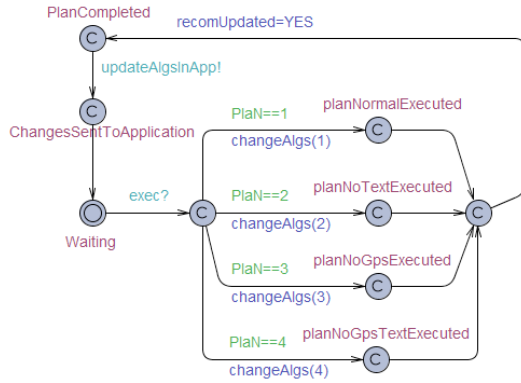 PlanCompleted
recomUpdated=YES
C
updateAlgsInApp!
C
ChangesSentToApplication
Waiting
exec?
C
PlaN==1
changeAlgs(1)
planNormalExecuted
C
PlaN==2
changeAlgs(2)
planNoTextExecuted
C
C
PlaN==3
changeAlgs(3)
planNoGpsExecuted
C
PlaN==4
changeAlgs(4)
planNoGpsTextExecuted
C